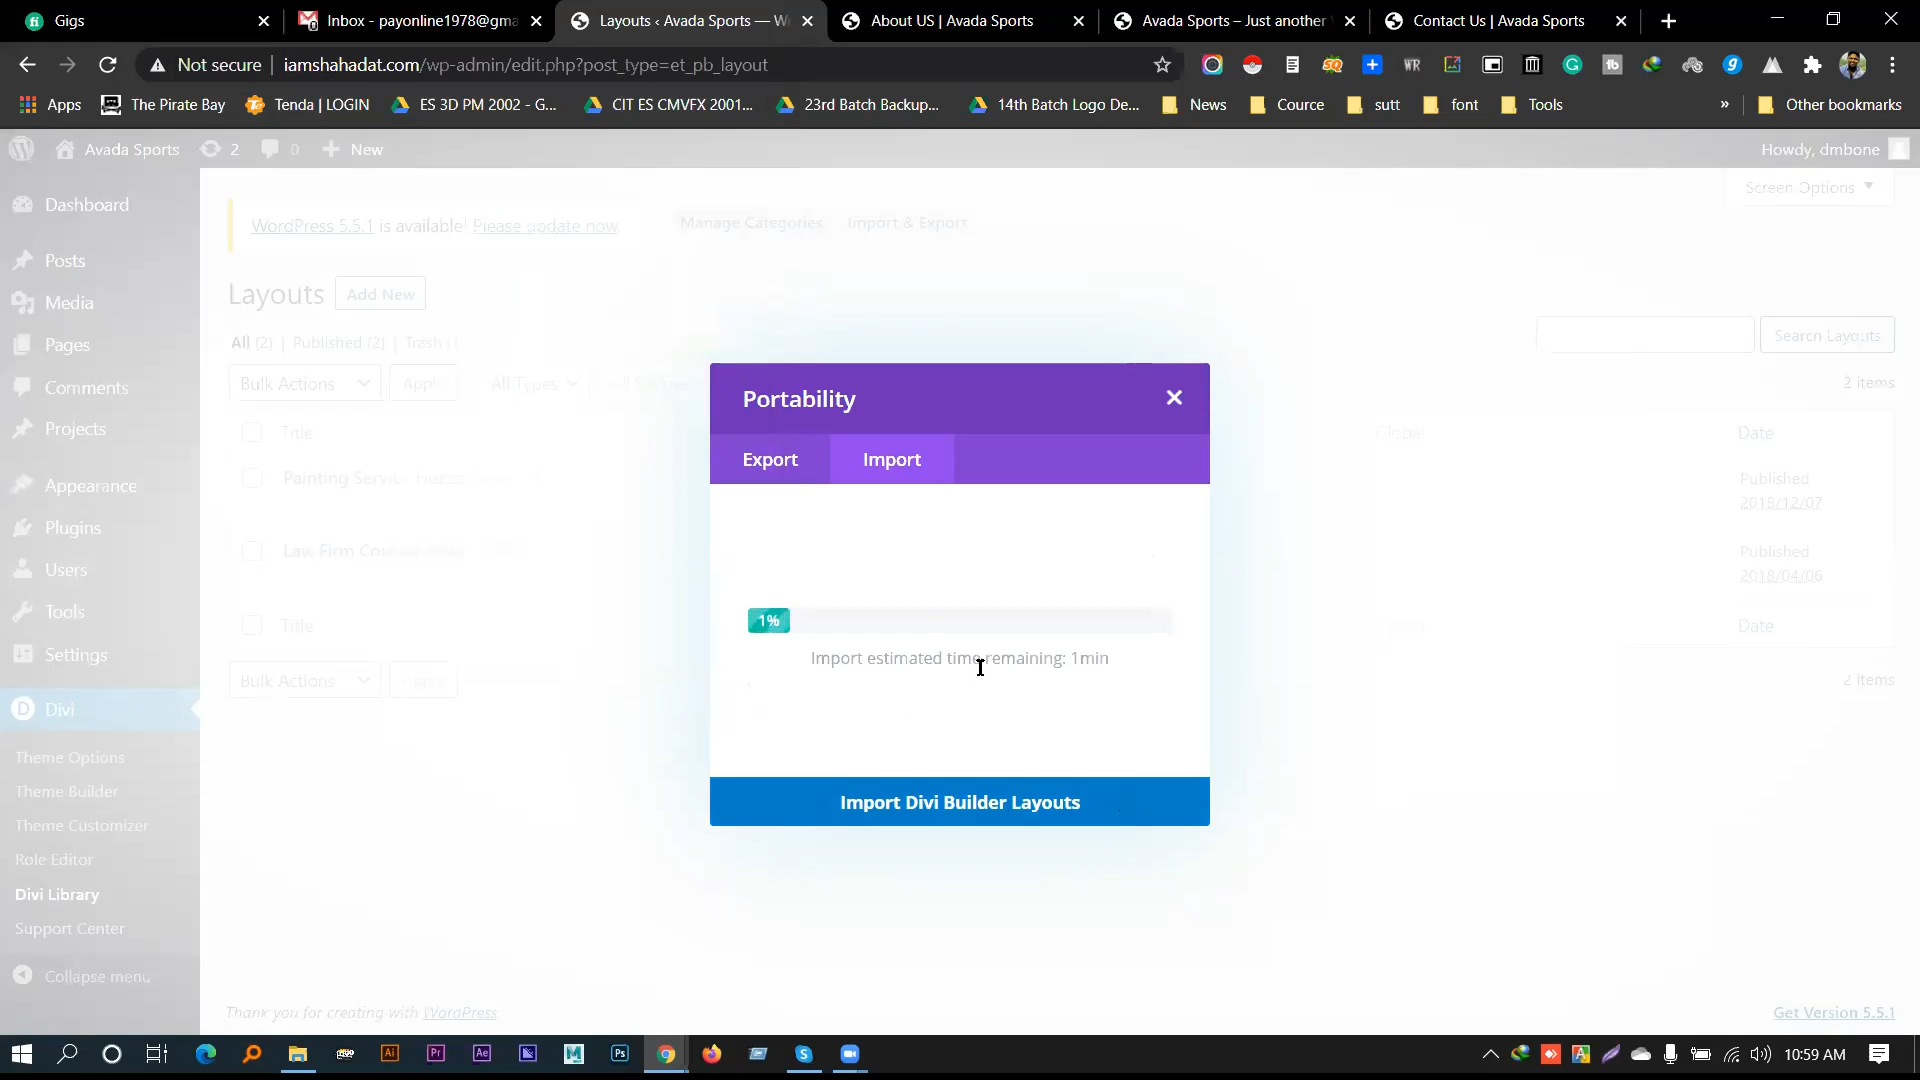 Gigs
Inbox - payonline1978@gma
Layouts ‹ Avada Sports — W
About US | Avada Sports
Avada Sports – Just another
Contact Us | Avada Sports
Not secure
iamshahadat.com/wp-admin/edit.php?post_type=et_pb_layout
Apps
The Pirate Bay
Tenda | LOGIN
ES 3D PM 2002 - G...
CIT ES CMVFX 2001...
23rd Batch Backup...
14th Batch Logo De...
News
Cource
sutt
font
Tools
Other bookmarks
Avada Sports
2
0
New
Howdy, dmbone
Screen Options
Dashboard
Posts
Media
Pages
Comments
Projects
Appearance
Plugins
Users
Tools
Settings
Divi
Theme Options
Theme Builder
Theme Customizer
Role Editor
Divi Library
Support Center
Collapse menu
WordPress 5.5.1 is available! Please update now
Manage Categories
Import & Export
Layouts
Add New
All (2) | Published (2) | Trash
Search Layouts
Bulk Actions
Apply
All Types
2 items
Title
Global
Date
Painting Service
Published
2018/12/07
Law Firm
Published
2018/04/06
Title
Date
Bulk Actions
2 items
Portability
Export
Import
1%
Import estimated time remaining: 1min
Import Divi Builder Layouts
Thank you for creating with WordPress
Get Version 5.5.1
10:59 AM